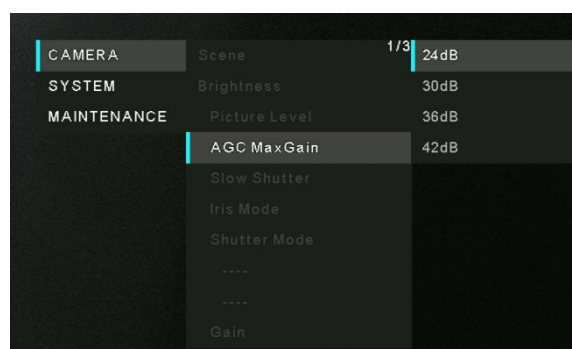 CAMERA
SYSTEM
MAINTENANCE
Scene
1/3
Brightness
Picture Level
AGC MaxGain
Slow Shutter
Iris Mode
Shutter Mode
----
----
Gain
24dB
30dB
36dB
42dB